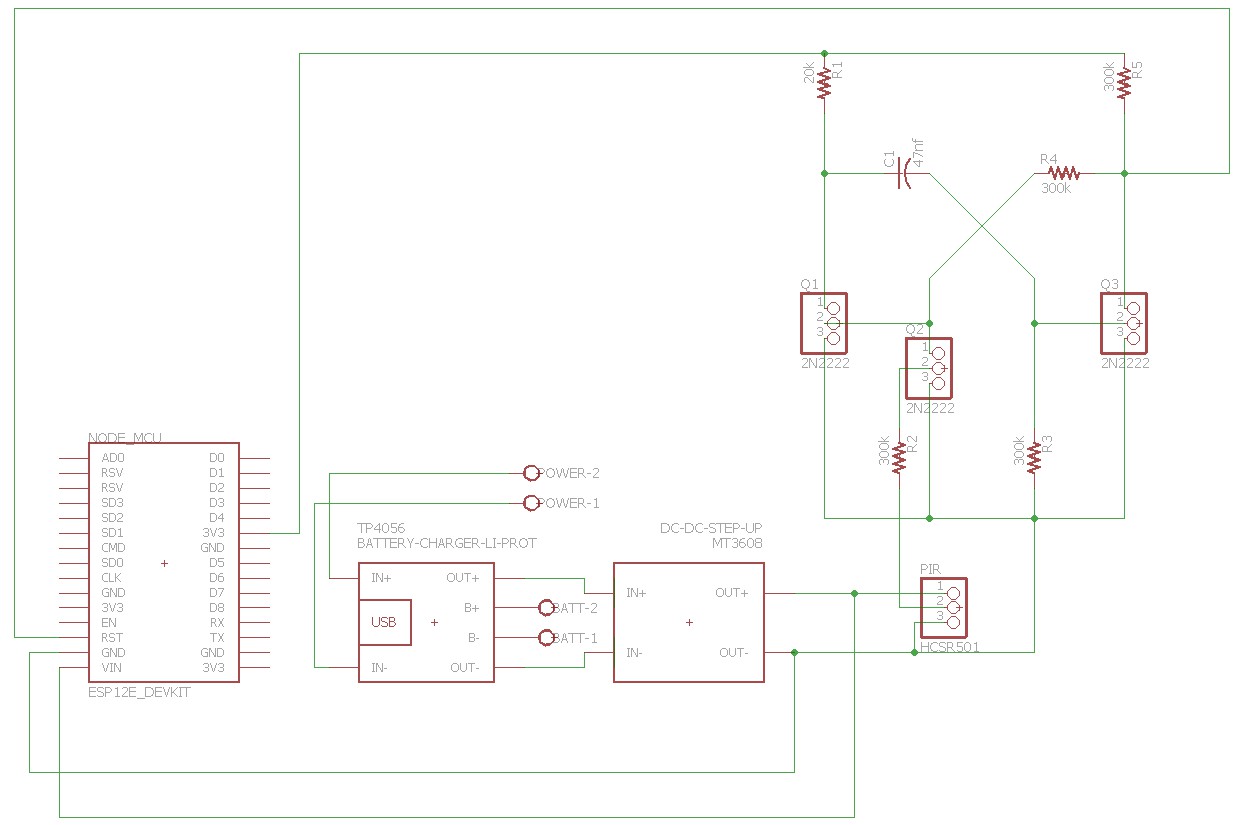 20k
R1
300k
R5
C1
47nf
R4
300k
Q1
1
2
3
2N2222
Q2
1
2
3
2N2222
Q3
1
2
3
2N2222
300k
R2
300k
R3
NODE_MCU
AD0
RSV
RSV
SD3
SD2
SD1
CMD
SD0
CLK
GND
3V3
EN
RST
GND
VIN
D0
D1
D2
D3
D4
3V3
GND
D5
D6
D7
D8
RX
TX
GND
3V3
ESP12E_DEVKIT
POWER-2
POWER-1
TP4056
BATTERY-CHARGER-LI-PROT
IN+
USB
IN-
OUT+
B+
B-
OUT-
BATT-2
BATT-1
DC-DC-STEP-UP
MT3608
IN+
IN-
OUT+
OUT-
PIR
1
2
3
HCSR501